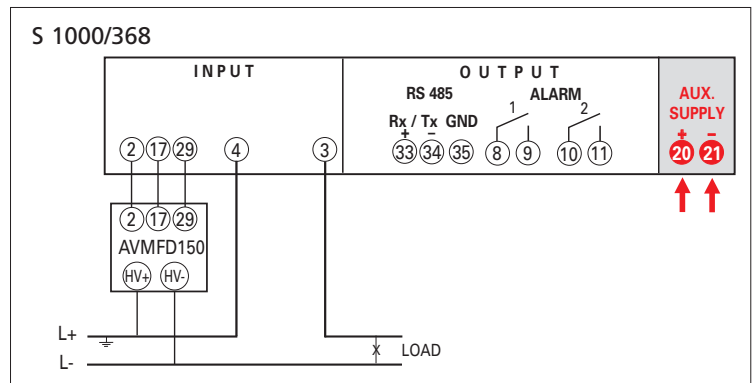 S 1000/368
INPUT
OUTPUT
AUX.
SUPPLY
RS 485
ALARM
1
2
Rx / Tx GND
+ −
+ −
2 17 29 4 3
33 34 35 8 9 10 11
20 21
2 17 29
AVMFD150
HV+ HV-
L+
L-
X LOAD